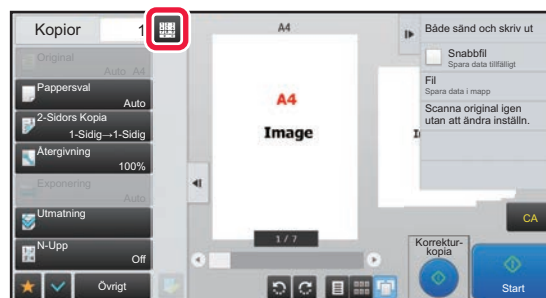 Kopior 1
Original
Auto A4
Pappersval
Auto
2-Sidors Kopia
1-Sidig→1-Sidig
Återgivning
100%
Exponering
Auto
Utmatning
N-Upp
Off
Övrigt
A4
A4
Image
1 / 7
Både sänd och skriv ut
Snabbfil
Spara data tillfälligt
Fil
Spara data i mapp
Scanna original igen
utan att ändra inställn.
CA
Korrektur-
kopia
Start